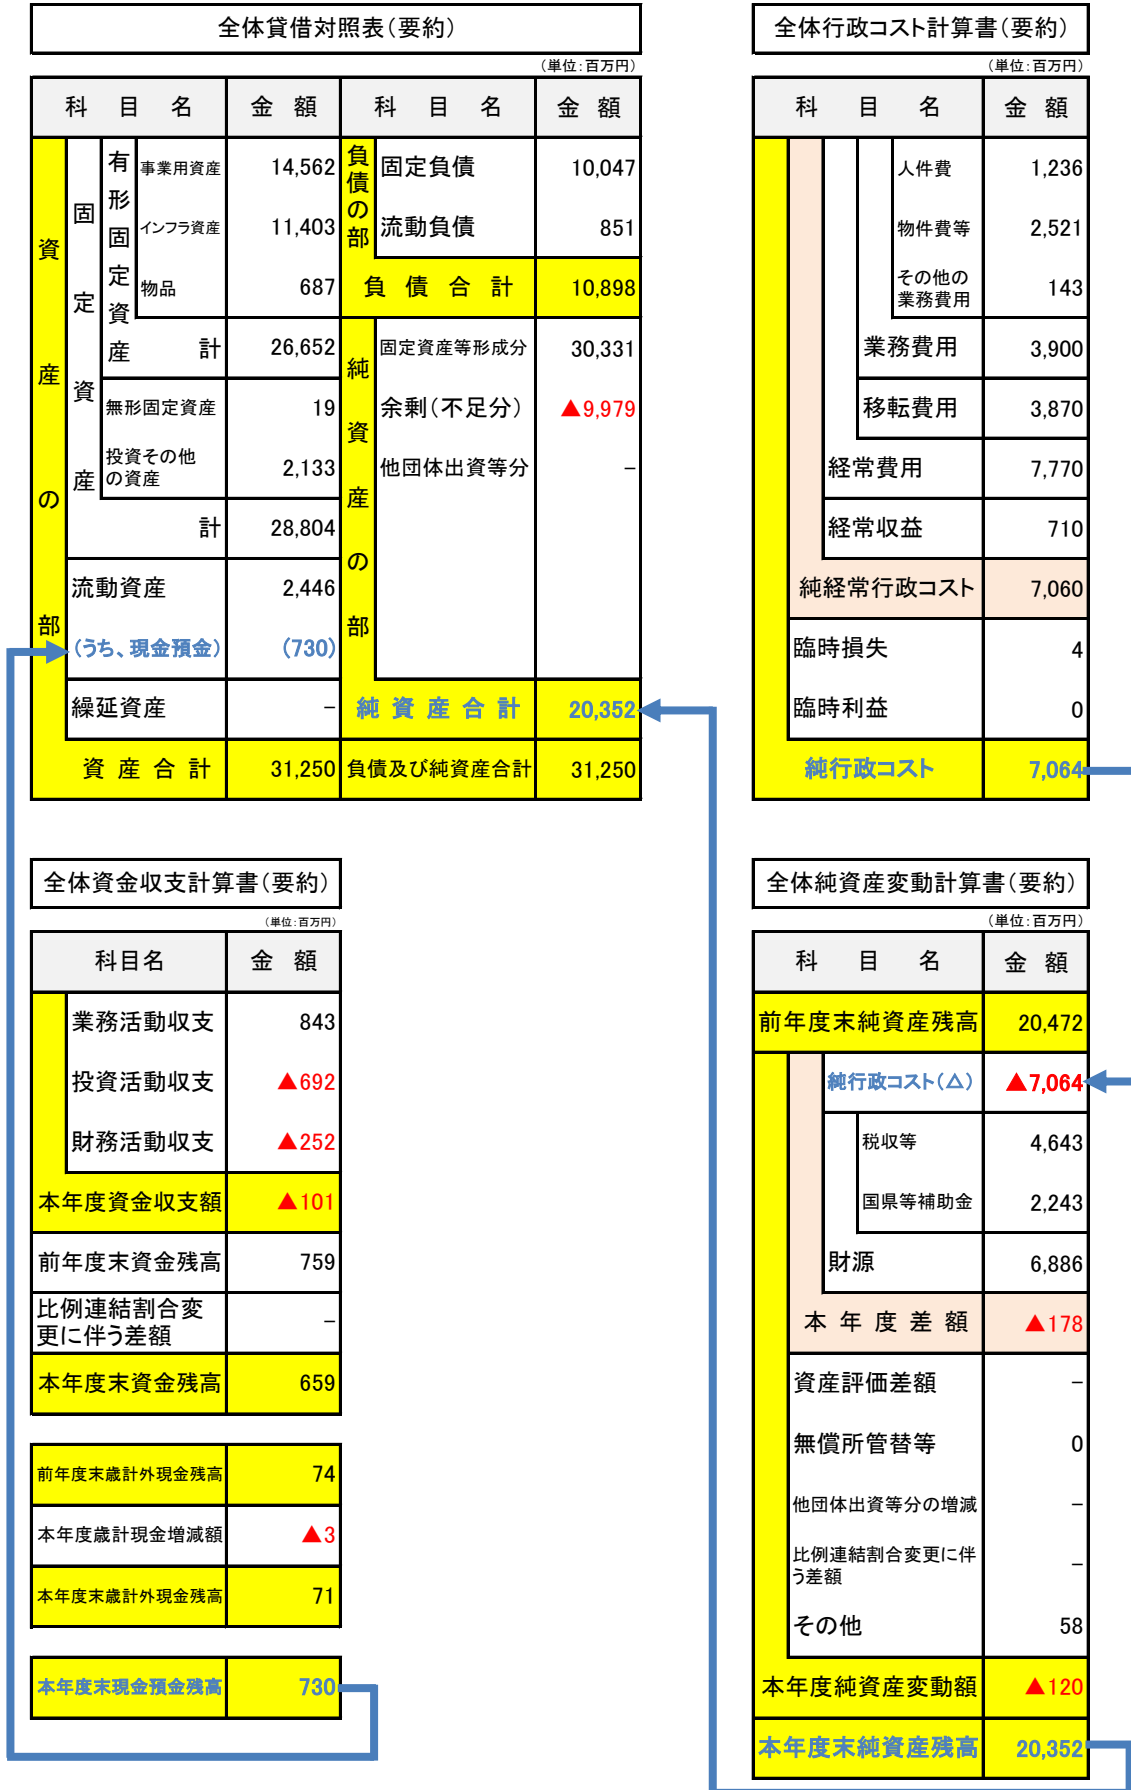 全体貸借対照表（要約）
（単位：百万円）
科 目 名 金 額 科 目 名 金 額
資産の部
固定資産
有形固定資産
事業用資産 14,562
インフラ資産 11,403
物品 687
計 26,652
無形固定資産 19
投資その他
の資産 2,133
計 28,804
流動資産 2,446
（うち、現金預金） (730)
繰延資産 －
資 産 合 計 31,250
負債の部
固定負債 10,047
流動負債 851
負 債 合 計 10,898
純資産の部
固定資産等形成分 30,331
余剰（不足分） ▲9,979
他団体出資等分 －
純 資 産 合 計 20,352
負債及び純資産合計 31,250
全体行政コスト計算書（要約）
（単位：百万円）
科 目 名 金 額
人件費 1,236
物件費等 2,521
その他の
業務費用 143
業務費用 3,900
移転費用 3,870
経常費用 7,770
経常収益 710
純経常行政コスト 7,060
臨時損失 4
臨時利益 0
純行政コスト 7,064
全体資金収支計算書（要約）
（単位：百万円）
科目名 金 額
業務活動収支 843
投資活動収支 ▲692
財務活動収支 ▲252
本年度資金収支額 ▲101
前年度末資金残高 759
比例連結割合変
更に伴う差額 －
本年度末資金残高 659
前年度末歳計外現金残高 74
本年度歳計現金増減額 ▲3
本年度末歳計外現金残高 71
本年度末現金預金残高 730
全体純資産変動計算書（要約）
（単位：百万円）
科 目 名 金 額
前年度末純資産残高 20,472
純行政コスト（△） ▲7,064
税収等 4,643
国県等補助金 2,243
財源 6,886
本 年 度 差 額 ▲178
資産評価差額 －
無償所管替等 0
他団体出資等分の増減 －
比例連結割合変更に伴
う差額 －
その他 58
本年度純資産変動額 ▲120
本年度末純資産残高 20,352